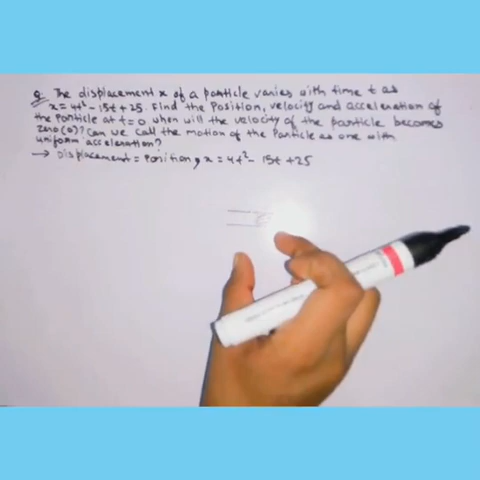 Q. The displacement x of a particle varies with time t as
x = 4t² - 15t + 25. Find the Position, velocity and acceleration of
the Particle at t = 0 when will the velocity of the particle becomes
zero(0)? Can we call the motion of the Particle as one with
uniform acceleration?
→ Displacement = Position, x = 4t² - 15t + 25